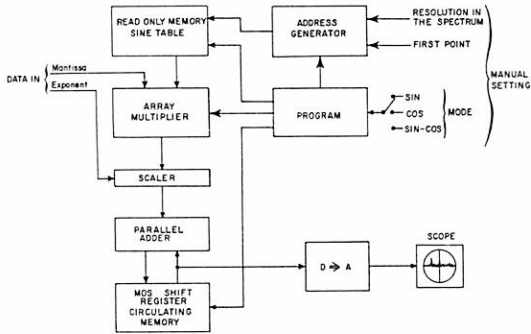 READ ONLY MEMORY
SINE TABLE
ADDRESS
GENERATOR
RESOLUTION IN
THE SPECTRUM
FIRST POINT
MANUAL
SETTING
DATA IN
Mantissa
Exponent
ARRAY
MULTIPLIER
PROGRAM
SIN
COS
SIN-COS
MODE
SCALER
PARALLEL
ADDER
MOS SHIFT
REGISTER
CIRCULATING
MEMORY
D → A
SCOPE